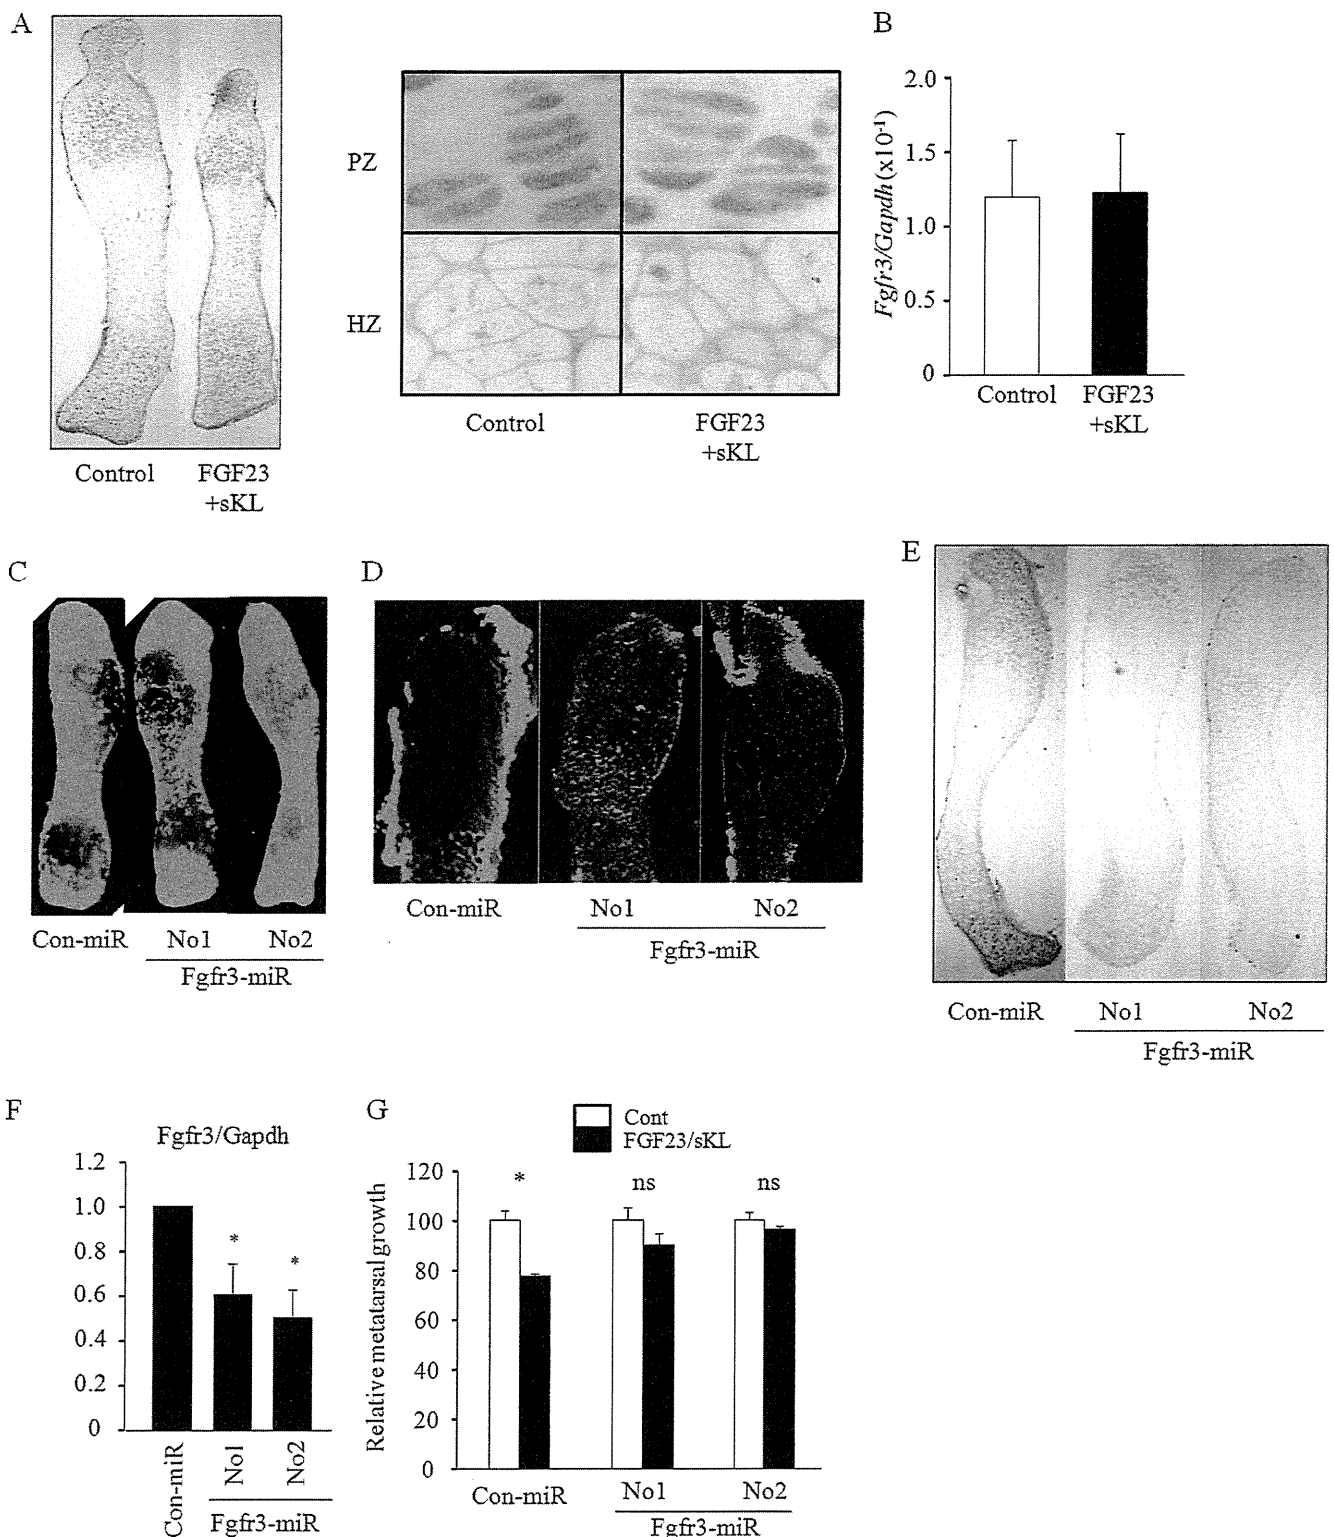 A
PZ
HZ
Control
FGF23
+sKL
Control
FGF23
+sKL
B
Fgfr3/Gapdh (x10-1)
2.0
1.5
1.0
0.5
0
Control
FGF23
+sKL
C
Con-miR
No1
No2
Fgfr3-miR
D
Con-miR
No1
No2
Fgfr3-miR
E
Con-miR
No1
No2
Fgfr3-miR
F
Fgfr3/Gapdh
1.2
1.0
0.8
0.6
0.4
0.2
0
*
*
Con-miR
No1
No2
Fgfr3-miR
G
Cont
FGF23/sKL
Relative metatarsal growth
120
100
80
60
40
20
0
*
ns
ns
Con-miR
No1
No2
Fgfr3-miR